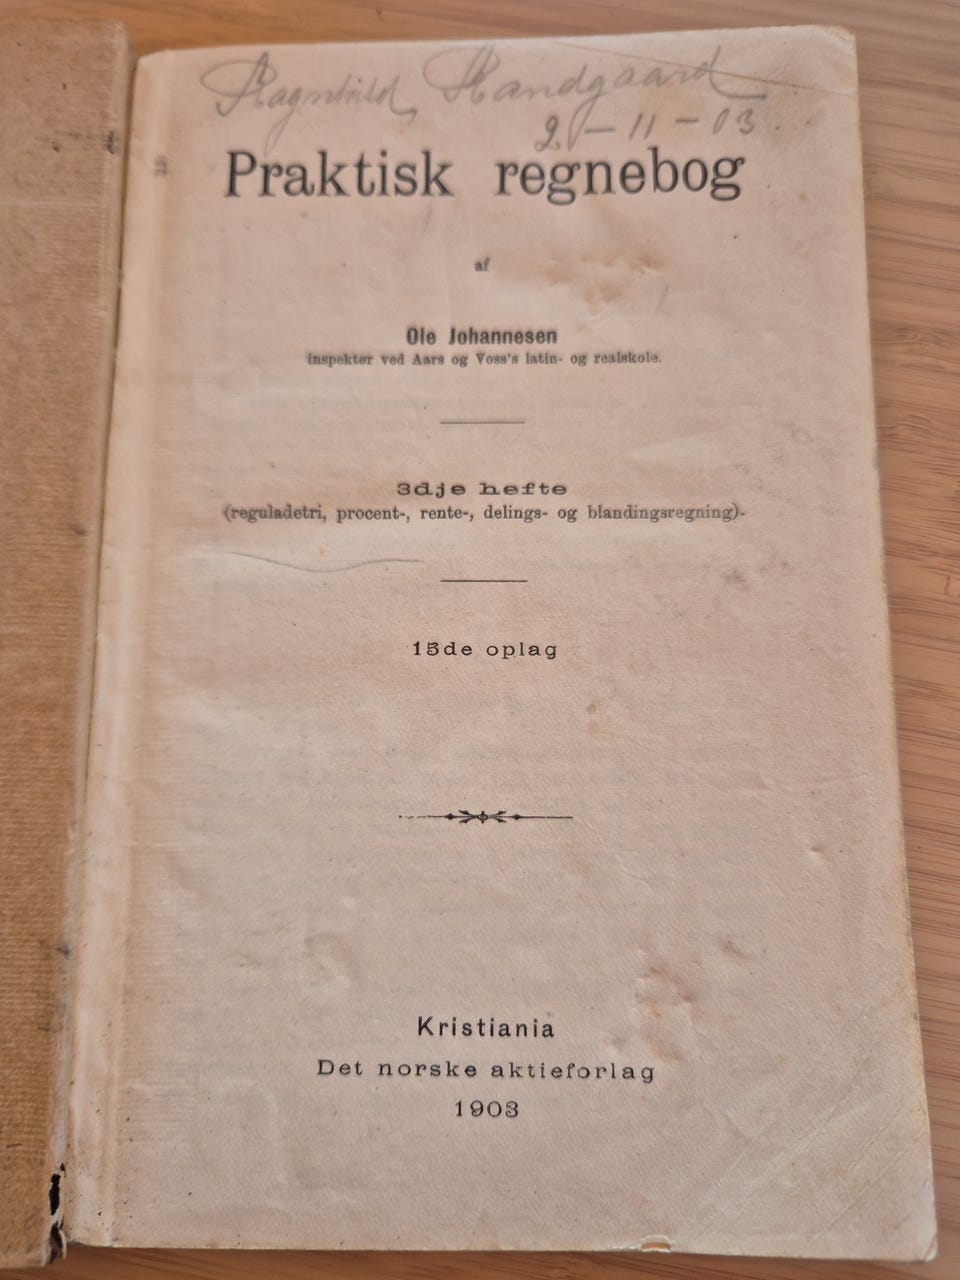 Ragnhild Handgaard
2. - 11 - 03.
Praktisk regnebog
af
Ole Johannesen
inspektør ved Aars og Voss's latin- og realskole.
3dje hefte
(reguladetri, procent-, rente-, delings- og blandingsregning).
15de oplag
Kristiania
Det norske aktieforlag
1903